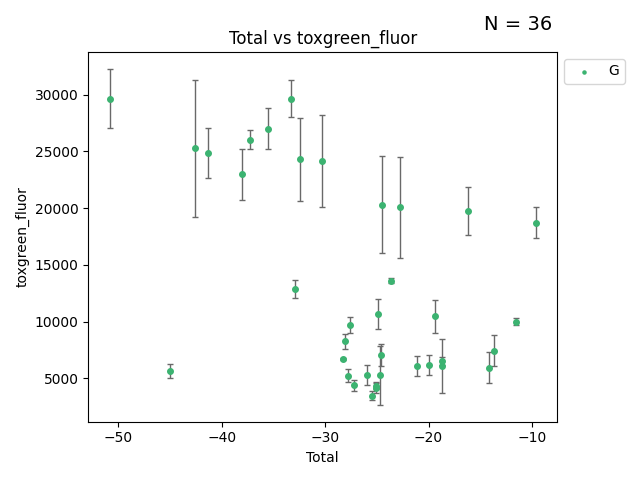 N = 36
Total vs toxgreen_fluor
G
toxgreen_fluor
30000
25000
20000
15000
10000
5000
−50 −40 −30 −20 −10
Total